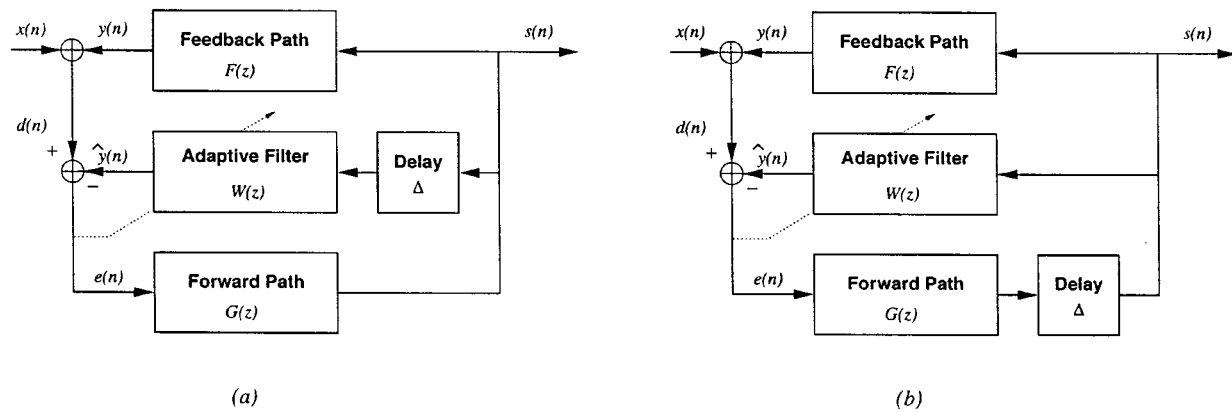 x(n)
y(n)
Feedback Path
F(z)
s(n)
d(n)
+
ŷ(n)
−
Adaptive Filter
W(z)
Delay
Δ
e(n)
Forward Path
G(z)
(a)
x(n)
y(n)
Feedback Path
F(z)
s(n)
d(n)
+
ŷ(n)
−
Adaptive Filter
W(z)
e(n)
Forward Path
G(z)
Delay
Δ
(b)